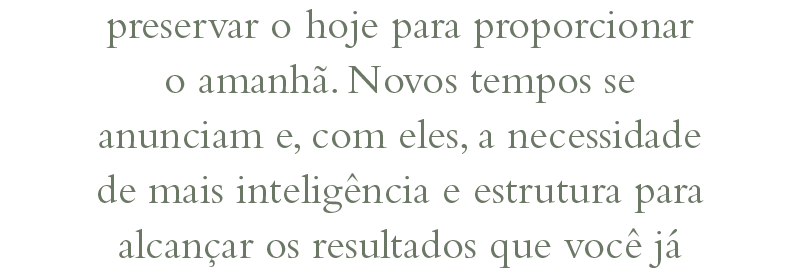 preservar o hoje para proporcionar
o amanhã. Novos tempos se
anunciam e, com eles, a necessidade
de mais inteligência e estrutura para
alcançar os resultados que você já